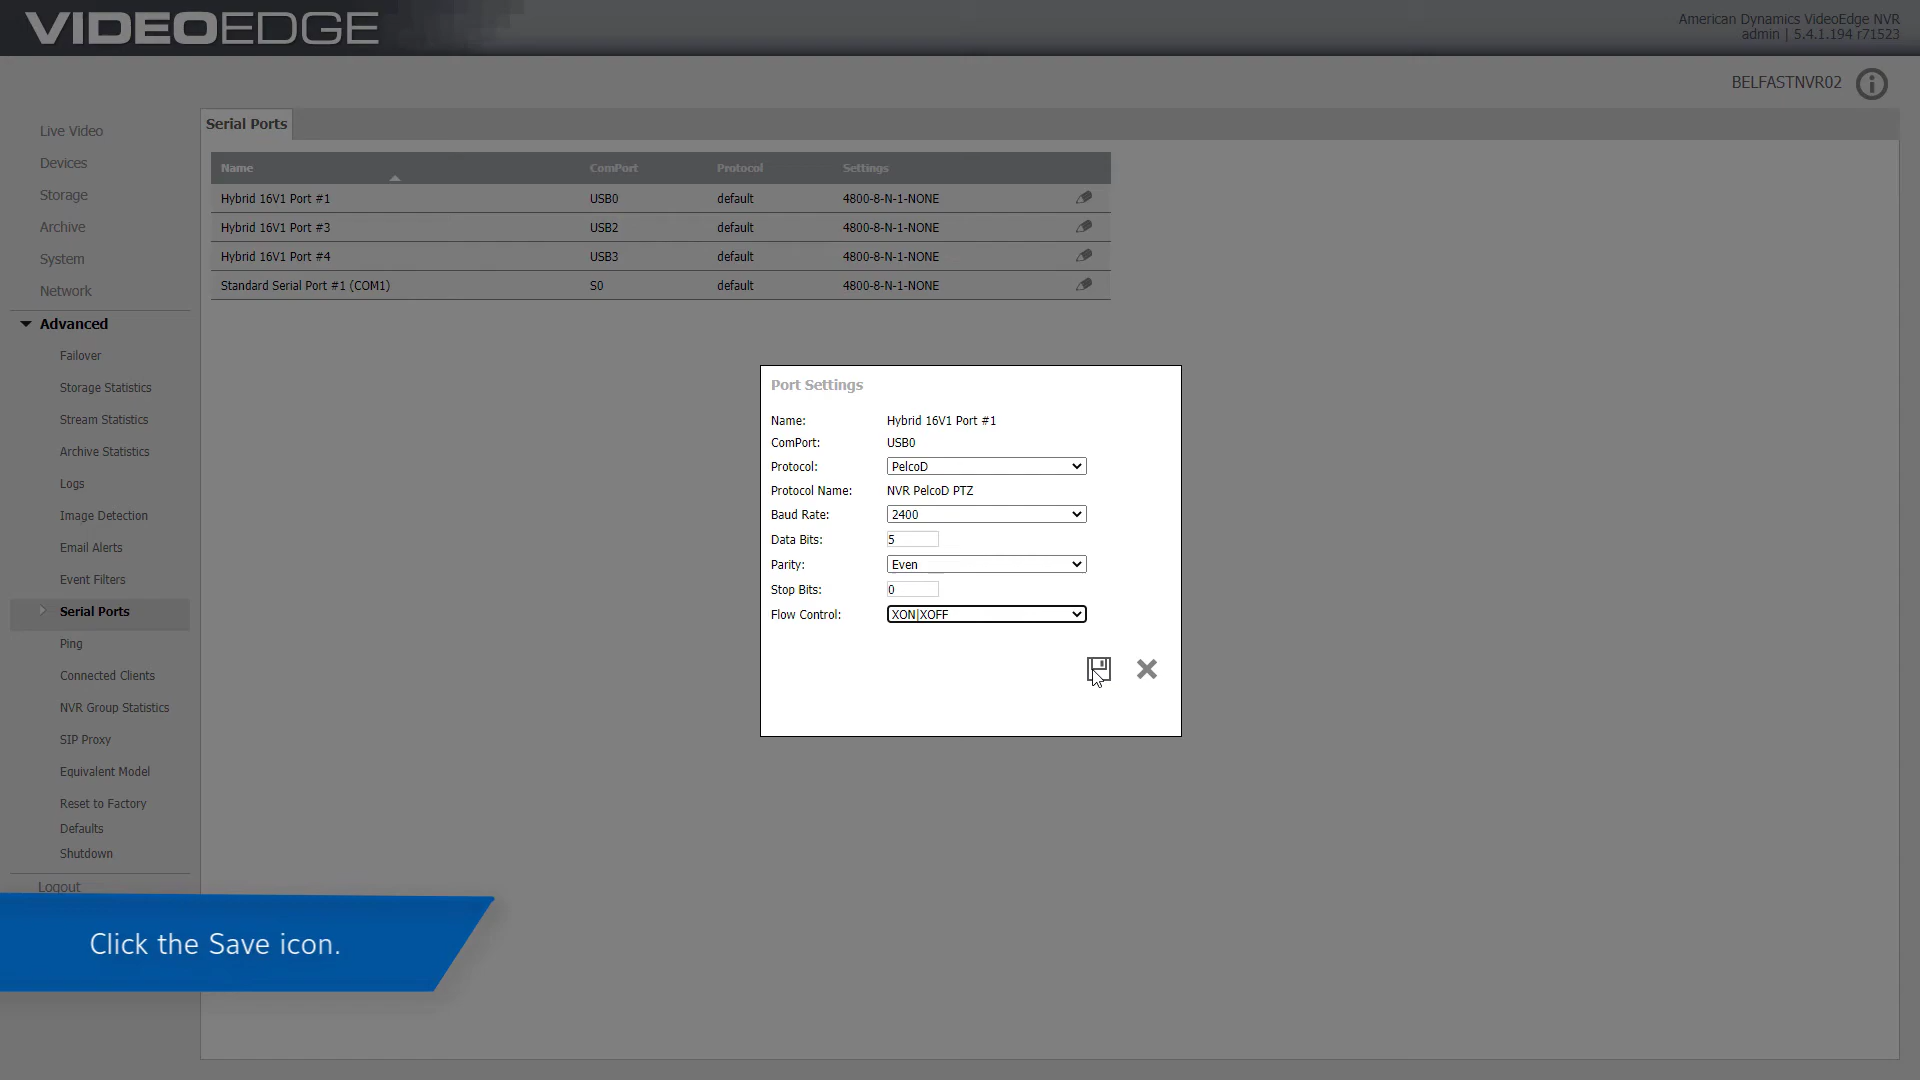 VIDEOEDGE
American Dynamics VideoEdge NVR
admin | 5.4.1.194 r71523
BELFASTNVR02
Live Video
Devices
Storage
Archive
System
Network
Advanced
Failover
Storage Statistics
Stream Statistics
Archive Statistics
Logs
Image Detection
Email Alerts
Event Filters
Serial Ports
Ping
Connected Clients
NVR Group Statistics
SIP Proxy
Equivalent Model
Reset to Factory
Defaults
Shutdown
Logout
Serial Ports
Name ComPort Protocol Settings
Hybrid 16V1 Port #1 USB0 default 4800-8-N-1-NONE
Hybrid 16V1 Port #3 USB2 default 4800-8-N-1-NONE
Hybrid 16V1 Port #4 USB3 default 4800-8-N-1-NONE
Standard Serial Port #1 (COM1) S0 default 4800-8-N-1-NONE
Port Settings
Name: Hybrid 16V1 Port #1
ComPort: USB0
Protocol: PelcoD
Protocol Name: NVR PelcoD PTZ
Baud Rate: 2400
Data Bits: 5
Parity: Even
Stop Bits: 0
Flow Control: XON|XOFF
Click the Save icon.